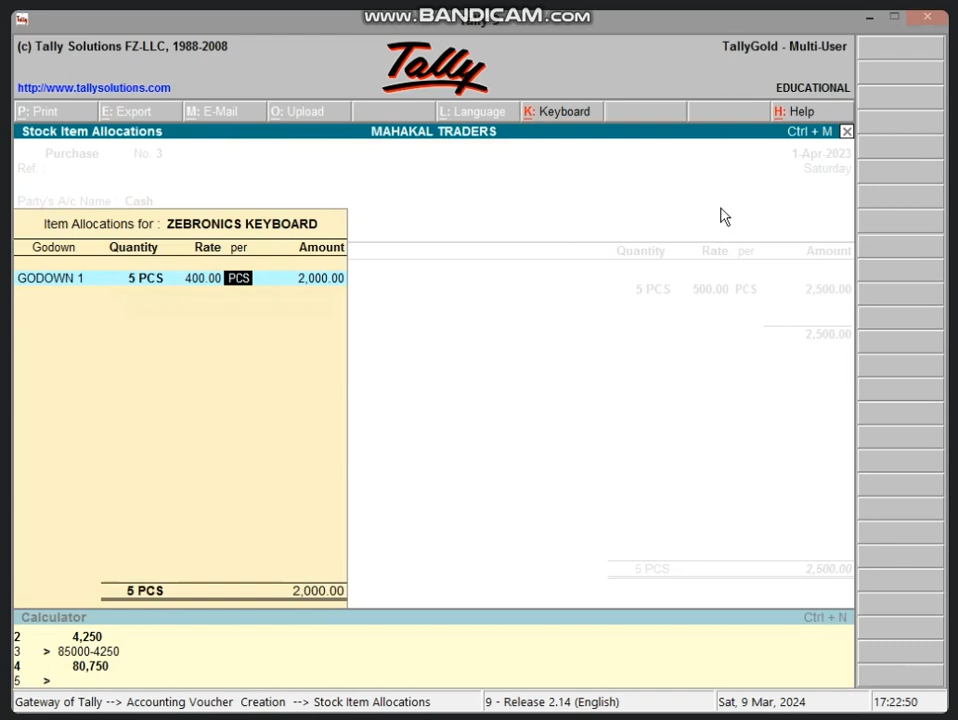 WWW.BANDICAM.COM
(c) Tally Solutions FZ-LLC, 1988-2008
Tally
TallyGold - Multi-User
http://www.tallysolutions.com
EDUCATIONAL
P: Print E: Export M: E-Mail O: Upload L: Language K: Keyboard H: Help
Stock Item Allocations MAHAKAL TRADERS Ctrl + M
Purchase No. 3 1-Apr-2023
Ref. : Saturday
Party's A/c Name : Cash
Item Allocations for : ZEBRONICS KEYBOARD
Godown Quantity Rate per Amount
Quantity Rate per Amount
GODOWN 1 5 PCS 400.00 PCS 2,000.00
5 PCS 500.00 PCS 2,500.00
2,500.00
5 PCS 2,500.00
5 PCS 2,000.00
Calculator Ctrl + N
2 4,250
3 > 85000-4250
4 80,750
5 >
Gateway of Tally --> Accounting Voucher Creation --> Stock Item Allocations 9 - Release 2.14 (English) Sat, 9 Mar, 2024 17:22:50